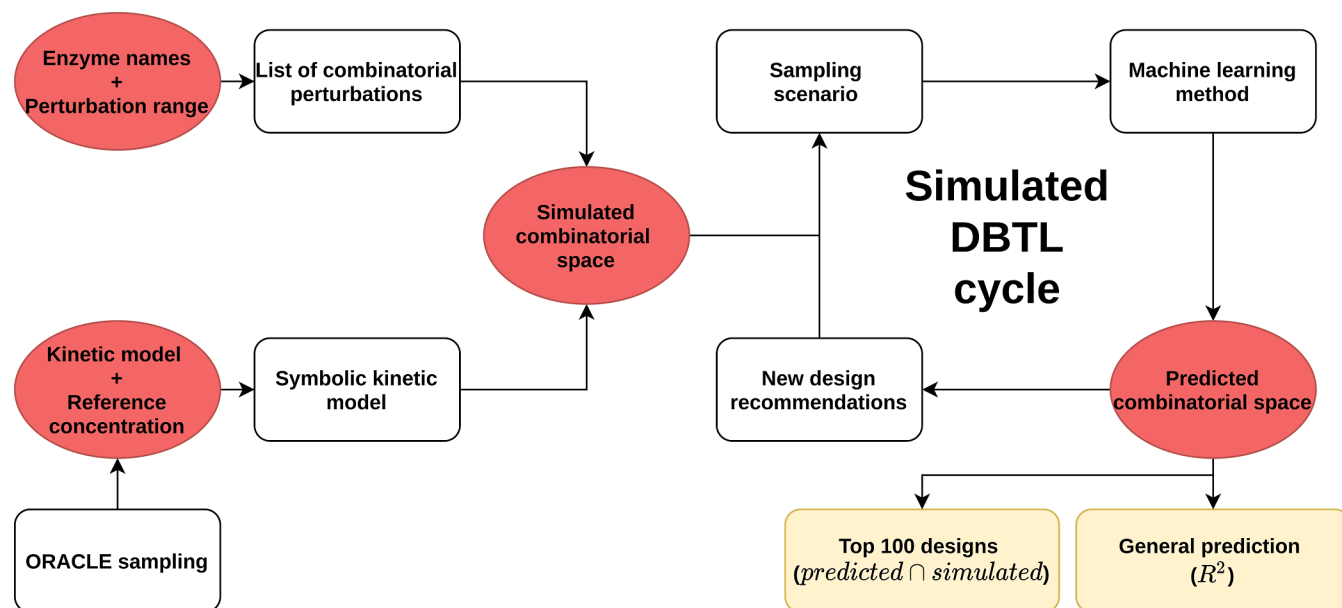 Enzyme names
+
Perturbation range
List of combinatorial
perturbations
Sampling
scenario
Machine learning
method
Simulated
combinatorial
space
Simulated
DBTL
cycle
Kinetic model
+
Reference
concentration
Symbolic kinetic
model
New design
recommendations
Predicted
combinatorial space
ORACLE sampling
Top 100 designs
(predicted ∩ simulated)
General prediction
(R²)